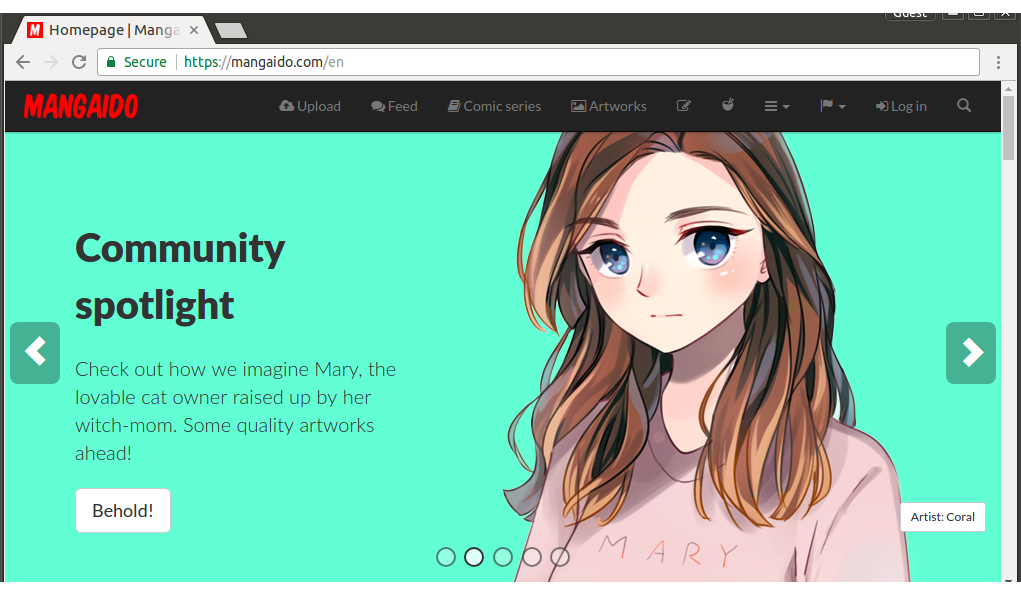 Guest
M Homepage | Manga
Secure https://mangaido.com/en
MANGAIDO Upload Feed Comic series Artworks Log in
Community
spotlight
Check out how we imagine Mary, the
lovable cat owner raised up by her
witch-mom. Some quality artworks
ahead!
Behold!
Artist: Coral
MARY